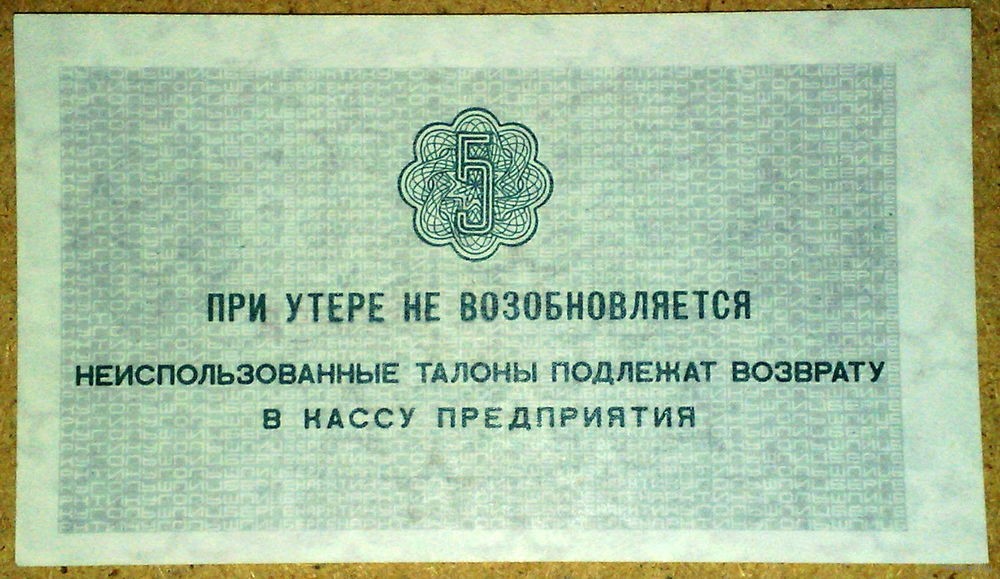 5
ПРИ УТЕРЕ НЕ ВОЗОБНОВЛЯЕТСЯ
НЕИСПОЛЬЗОВАННЫЕ ТАЛОНЫ ПОДЛЕЖАТ ВОЗВРАТУ
В КАССУ ПРЕДПРИЯТИЯ